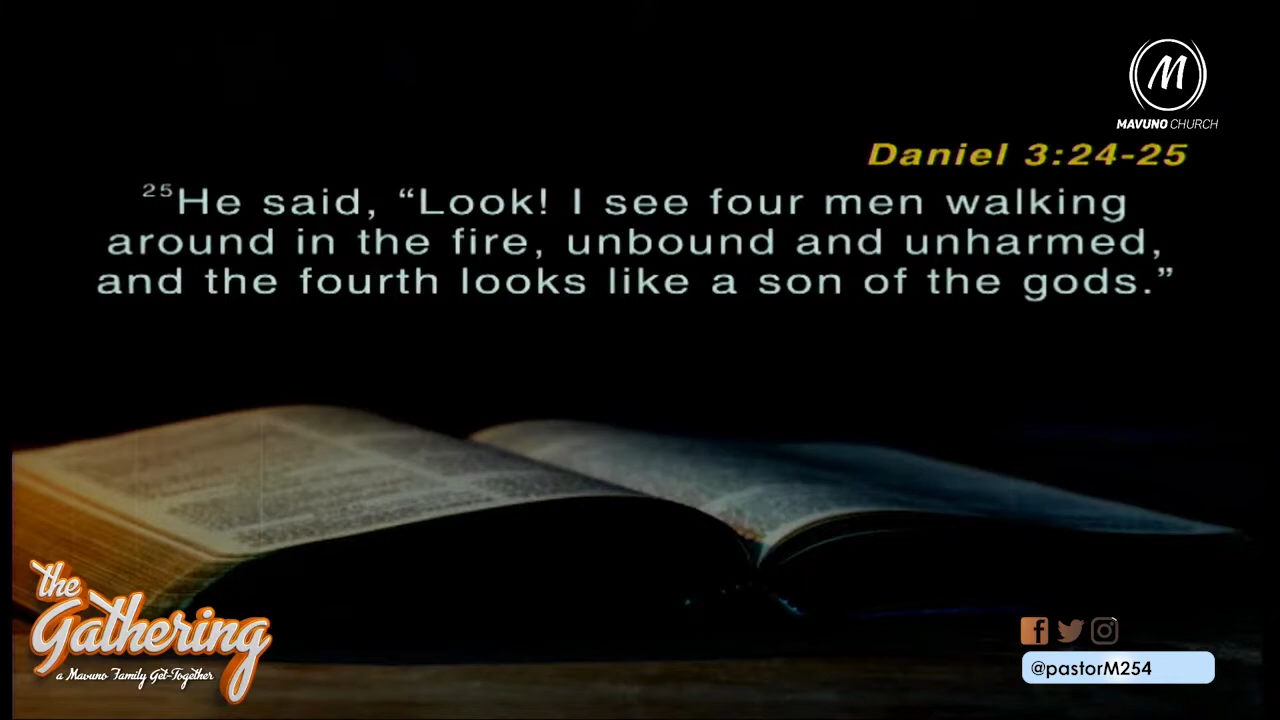 M
MAVUNO CHURCH
Daniel 3:24-25
²⁵He said, “Look! I see four men walking
around in the fire, unbound and unharmed,
and the fourth looks like a son of the gods.”
the
Gathering
a Mavuno Family Get-Together
@pastorM254